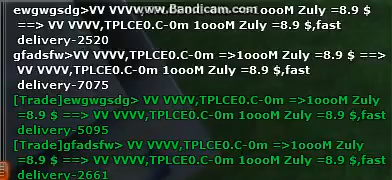 www.Bandicam.com
ewgwgsdg>VV VVVV, =>1oooM Zuly =8.9 $
==> VV VVVV,TPLCE0.C-0m 1oooM Zuly =8.9 $,fast
delivery-2520
gfadsfw>VV VVVV,TPLCE0.C-0m =>1oooM Zuly =8.9 $ ==>
VV VVVV,TPLCE0.C-0m 1oooM Zuly =8.9 $,fast
delivery-7075
[Trade]ewgwgsdg> VV VVVV,TPLCE0.C-0m =>1oooM Zuly
=8.9 $ ==> VV VVVV,TPLCE0.C-0m 1oooM Zuly =8.9 $,fast
delivery-5095
[Trade]gfadsfw> VV VVVV,TPLCE0.C-0m =>1oooM Zuly
=8.9 $ ==> VV VVVV,TPLCE0.C-0m 1oooM Zuly =8.9 $,fast
delivery-2661